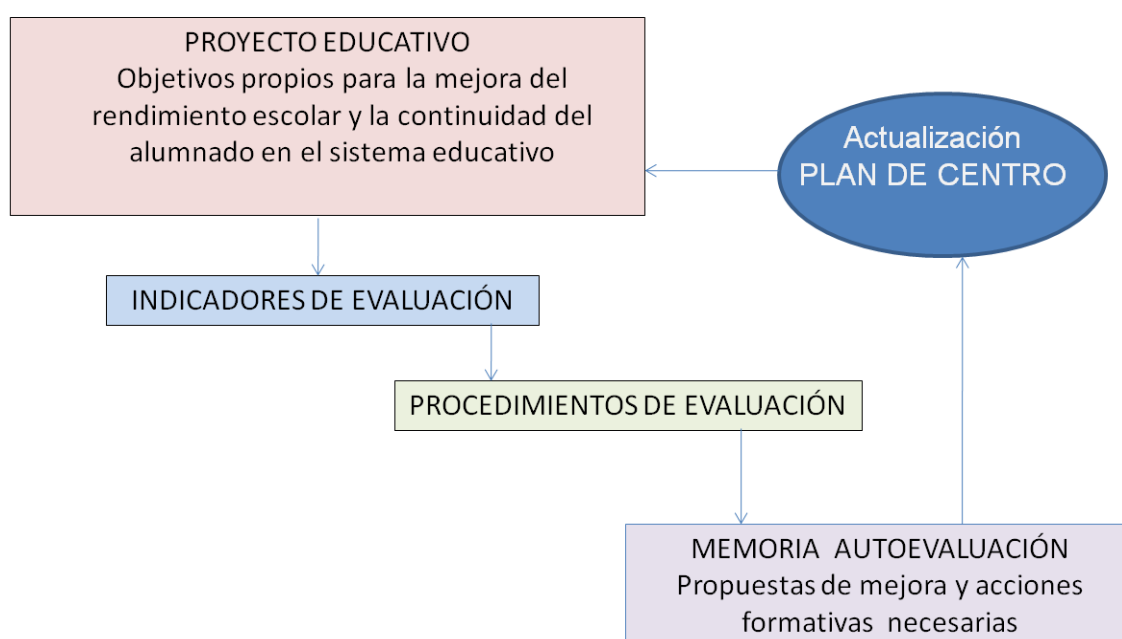 PROYECTO EDUCATIVO
Objetivos propios para la mejora del
rendimiento escolar y la continuidad del
alumnado en el sistema educativo
Actualización
PLAN DE CENTRO
INDICADORES DE EVALUACIÓN
PROCEDIMIENTOS DE EVALUACIÓN
MEMORIA AUTOEVALUACIÓN
Propuestas de mejora y acciones
formativas necesarias